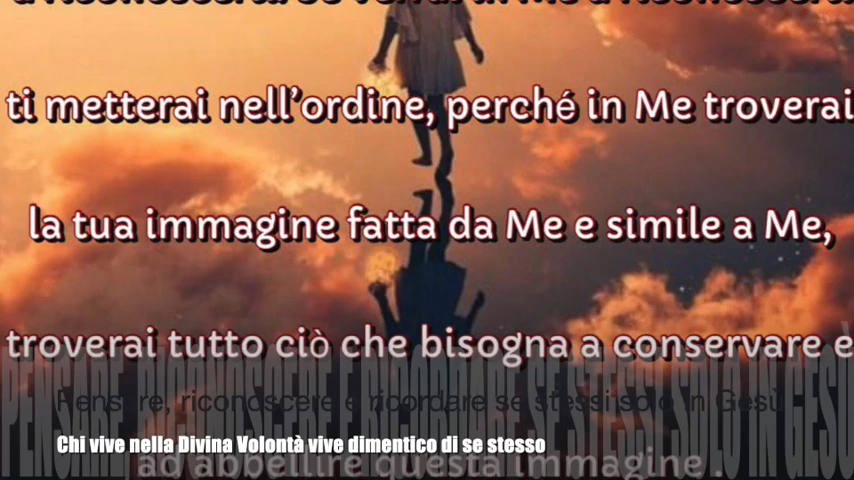 ti metterai nell’ordine, perché in Me troverai
la tua immagine fatta da Me e simile a Me,
troverai tutto ciò che bisogna a conservare e
PENSARE, RICONOSCERE E RICORDARE SE STESSI SOLO IN GESÙ
Pensare, riconoscere e ricordare se stessi solo in Gesù
Chi vive nella Divina Volontà vive dimentico di se stesso
ad abbellire questa immagine .